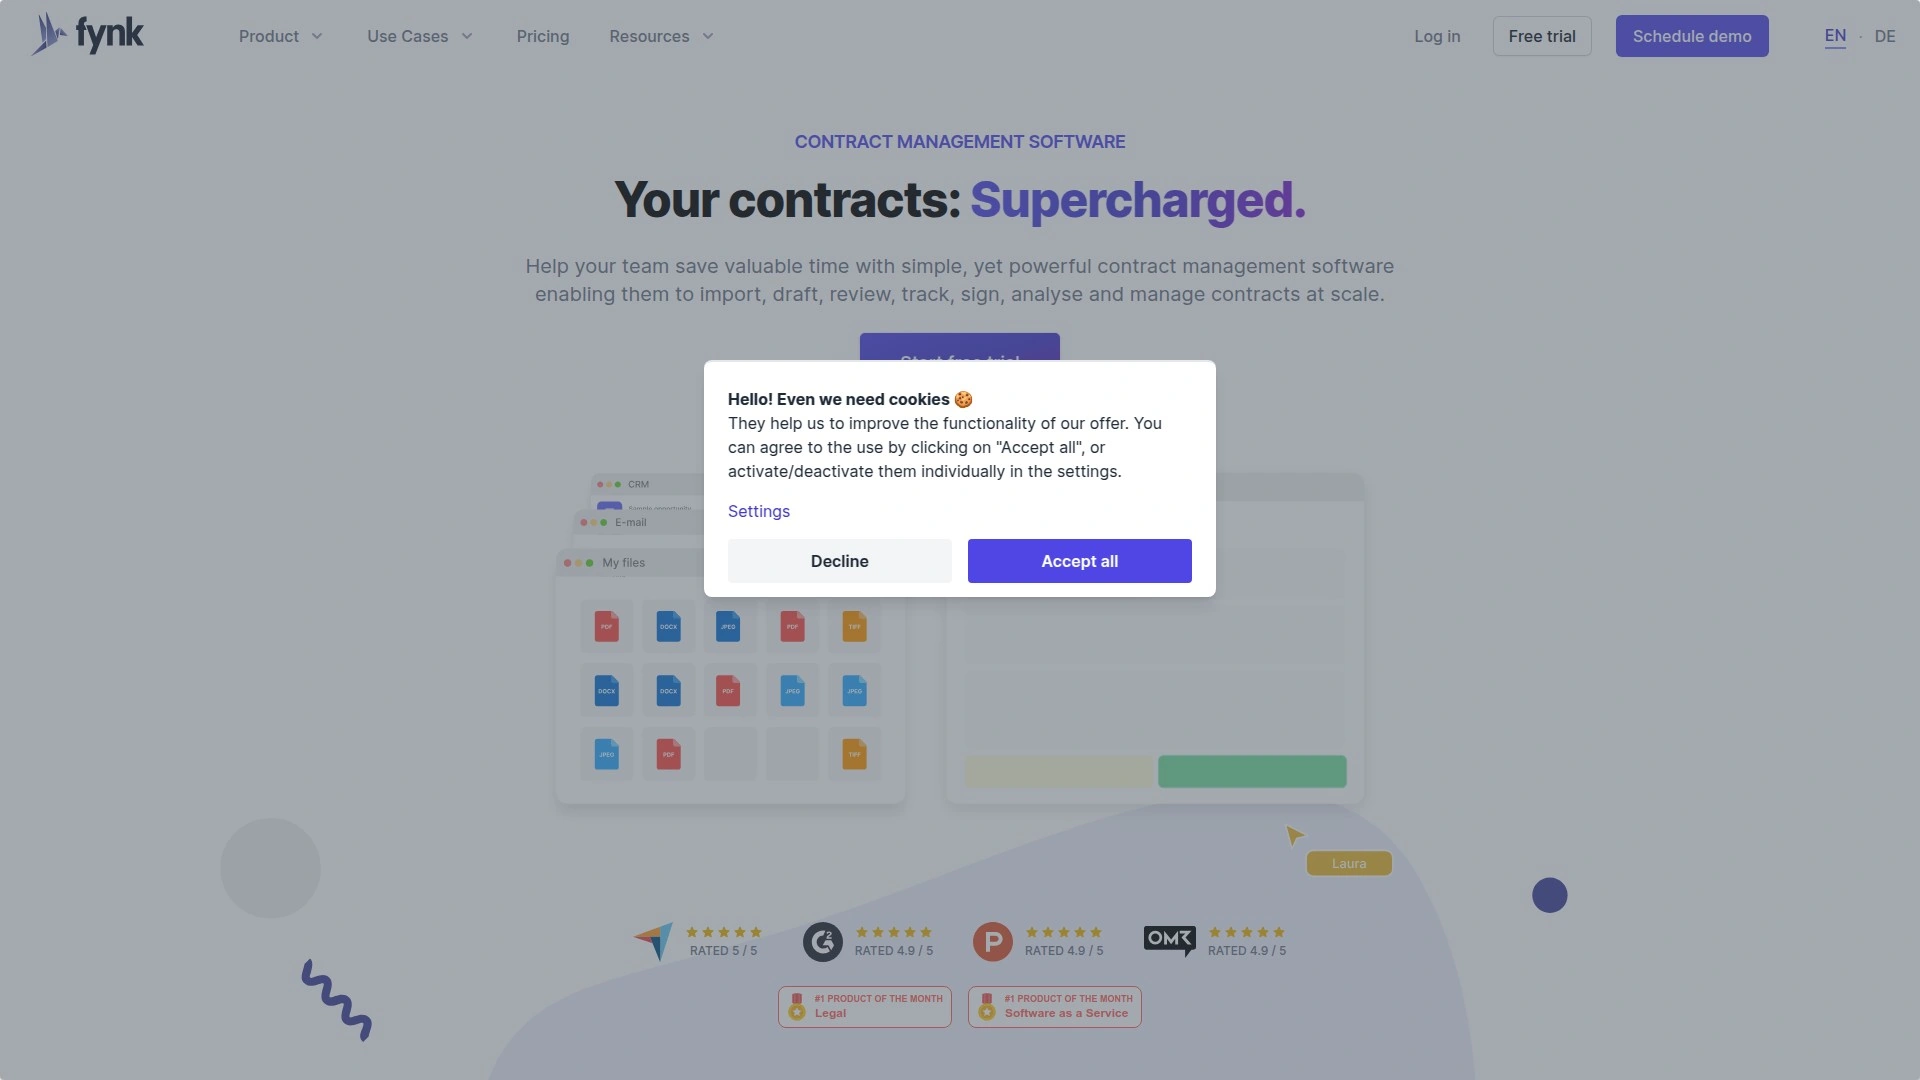 fynk
Product
Use Cases
Pricing
Resources
Log in
Free trial
Schedule demo
EN · DE
CONTRACT MANAGEMENT SOFTWARE
Your contracts: Supercharged.
Help your team save valuable time with simple, yet powerful contract management software
enabling them to import, draft, review, track, sign, analyse and manage contracts at scale.
Start free trial
Hello! Even we need cookies 🍪
They help us to improve the functionality of our offer. You
can agree to the use by clicking on "Accept all", or
activate/deactivate them individually in the settings.
Settings
Decline
Accept all
CRM
Sample opportunity
E-mail
My files
PDF DOCX JPEG PDF TIFF
DOCX DOCX PDF JPEG JPEG
JPEG PDF TIFF
Laura
RATED 5 / 5
G2
RATED 4.9 / 5
P
RATED 4.9 / 5
OMR
RATED 4.9 / 5
#1 PRODUCT OF THE MONTH
Legal
#1 PRODUCT OF THE MONTH
Software as a Service